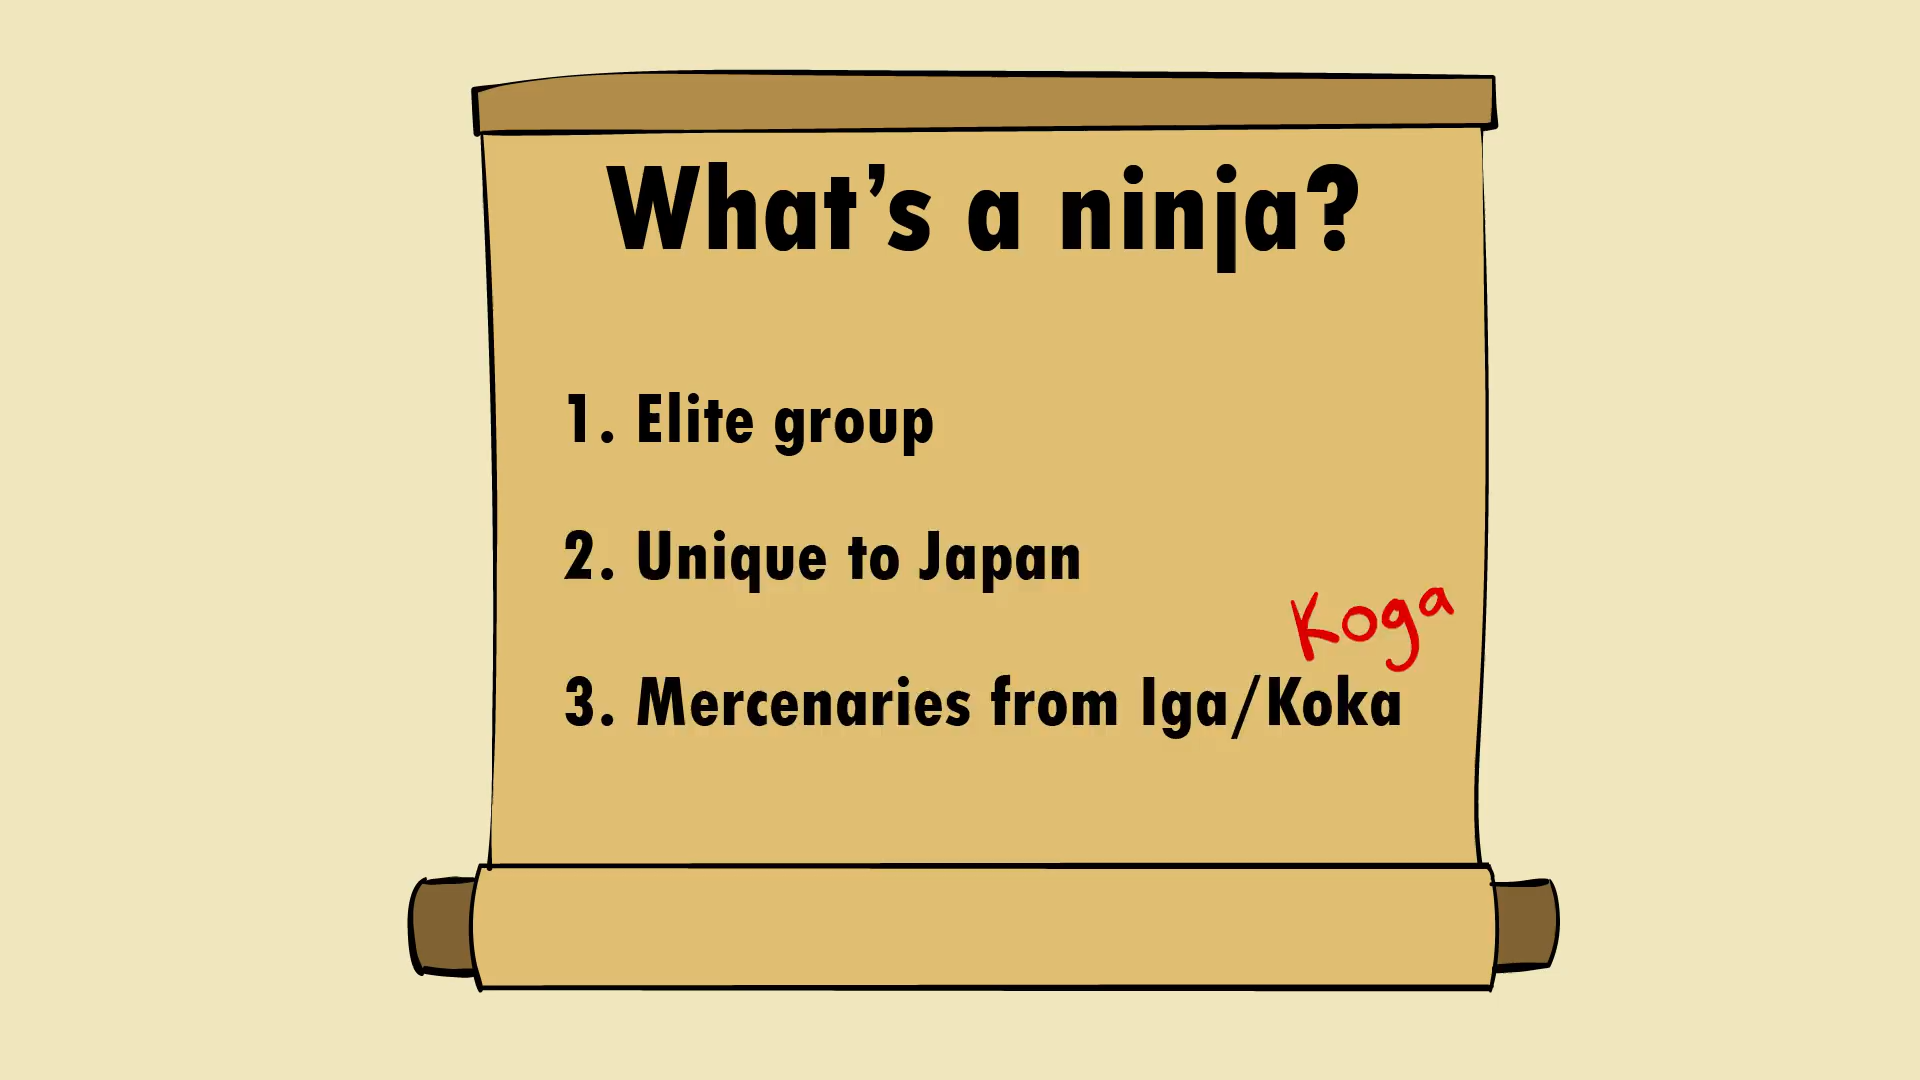 What’s a ninja?
1. Elite group
2. Unique to Japan
Koga
3. Mercenaries from Iga/Koka